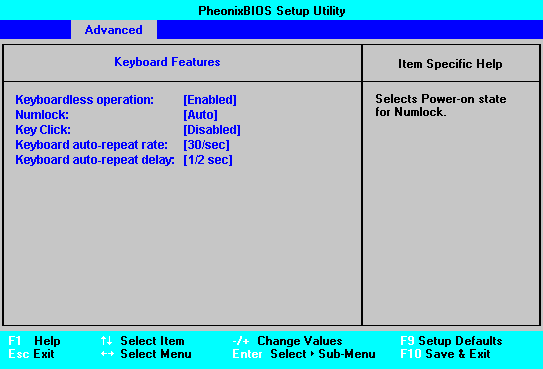 PheonixBIOS Setup Utility
Advanced
Keyboard Features
Item Specific Help
Keyboardless operation: [Enabled]
Numlock: [Auto]
Key Click: [Disabled]
Keyboard auto-repeat rate: [30/sec]
Keyboard auto-repeat delay: [1/2 sec]
Selects Power-on state
for Numlock.
F1 Help ↑↓ Select Item -/+ Change Values F9 Setup Defaults
Esc Exit ↔ Select Menu Enter Select ▸ Sub-Menu F10 Save & Exit